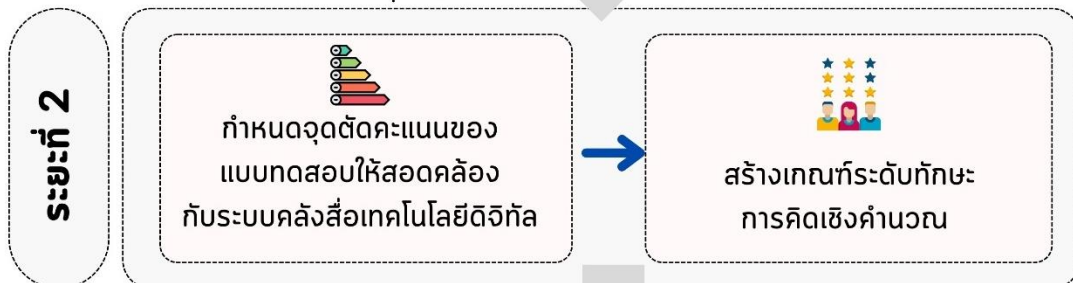 ระยะที่ 2
กำหนดจุดตัดคะแนนของ
แบบทดสอบให้สอดคล้อง
กับระบบคลังสื่อเทคโนโลยีดิจิทัล
สร้างเกณฑ์ระดับทักษะ
การคิดเชิงคำนวณ